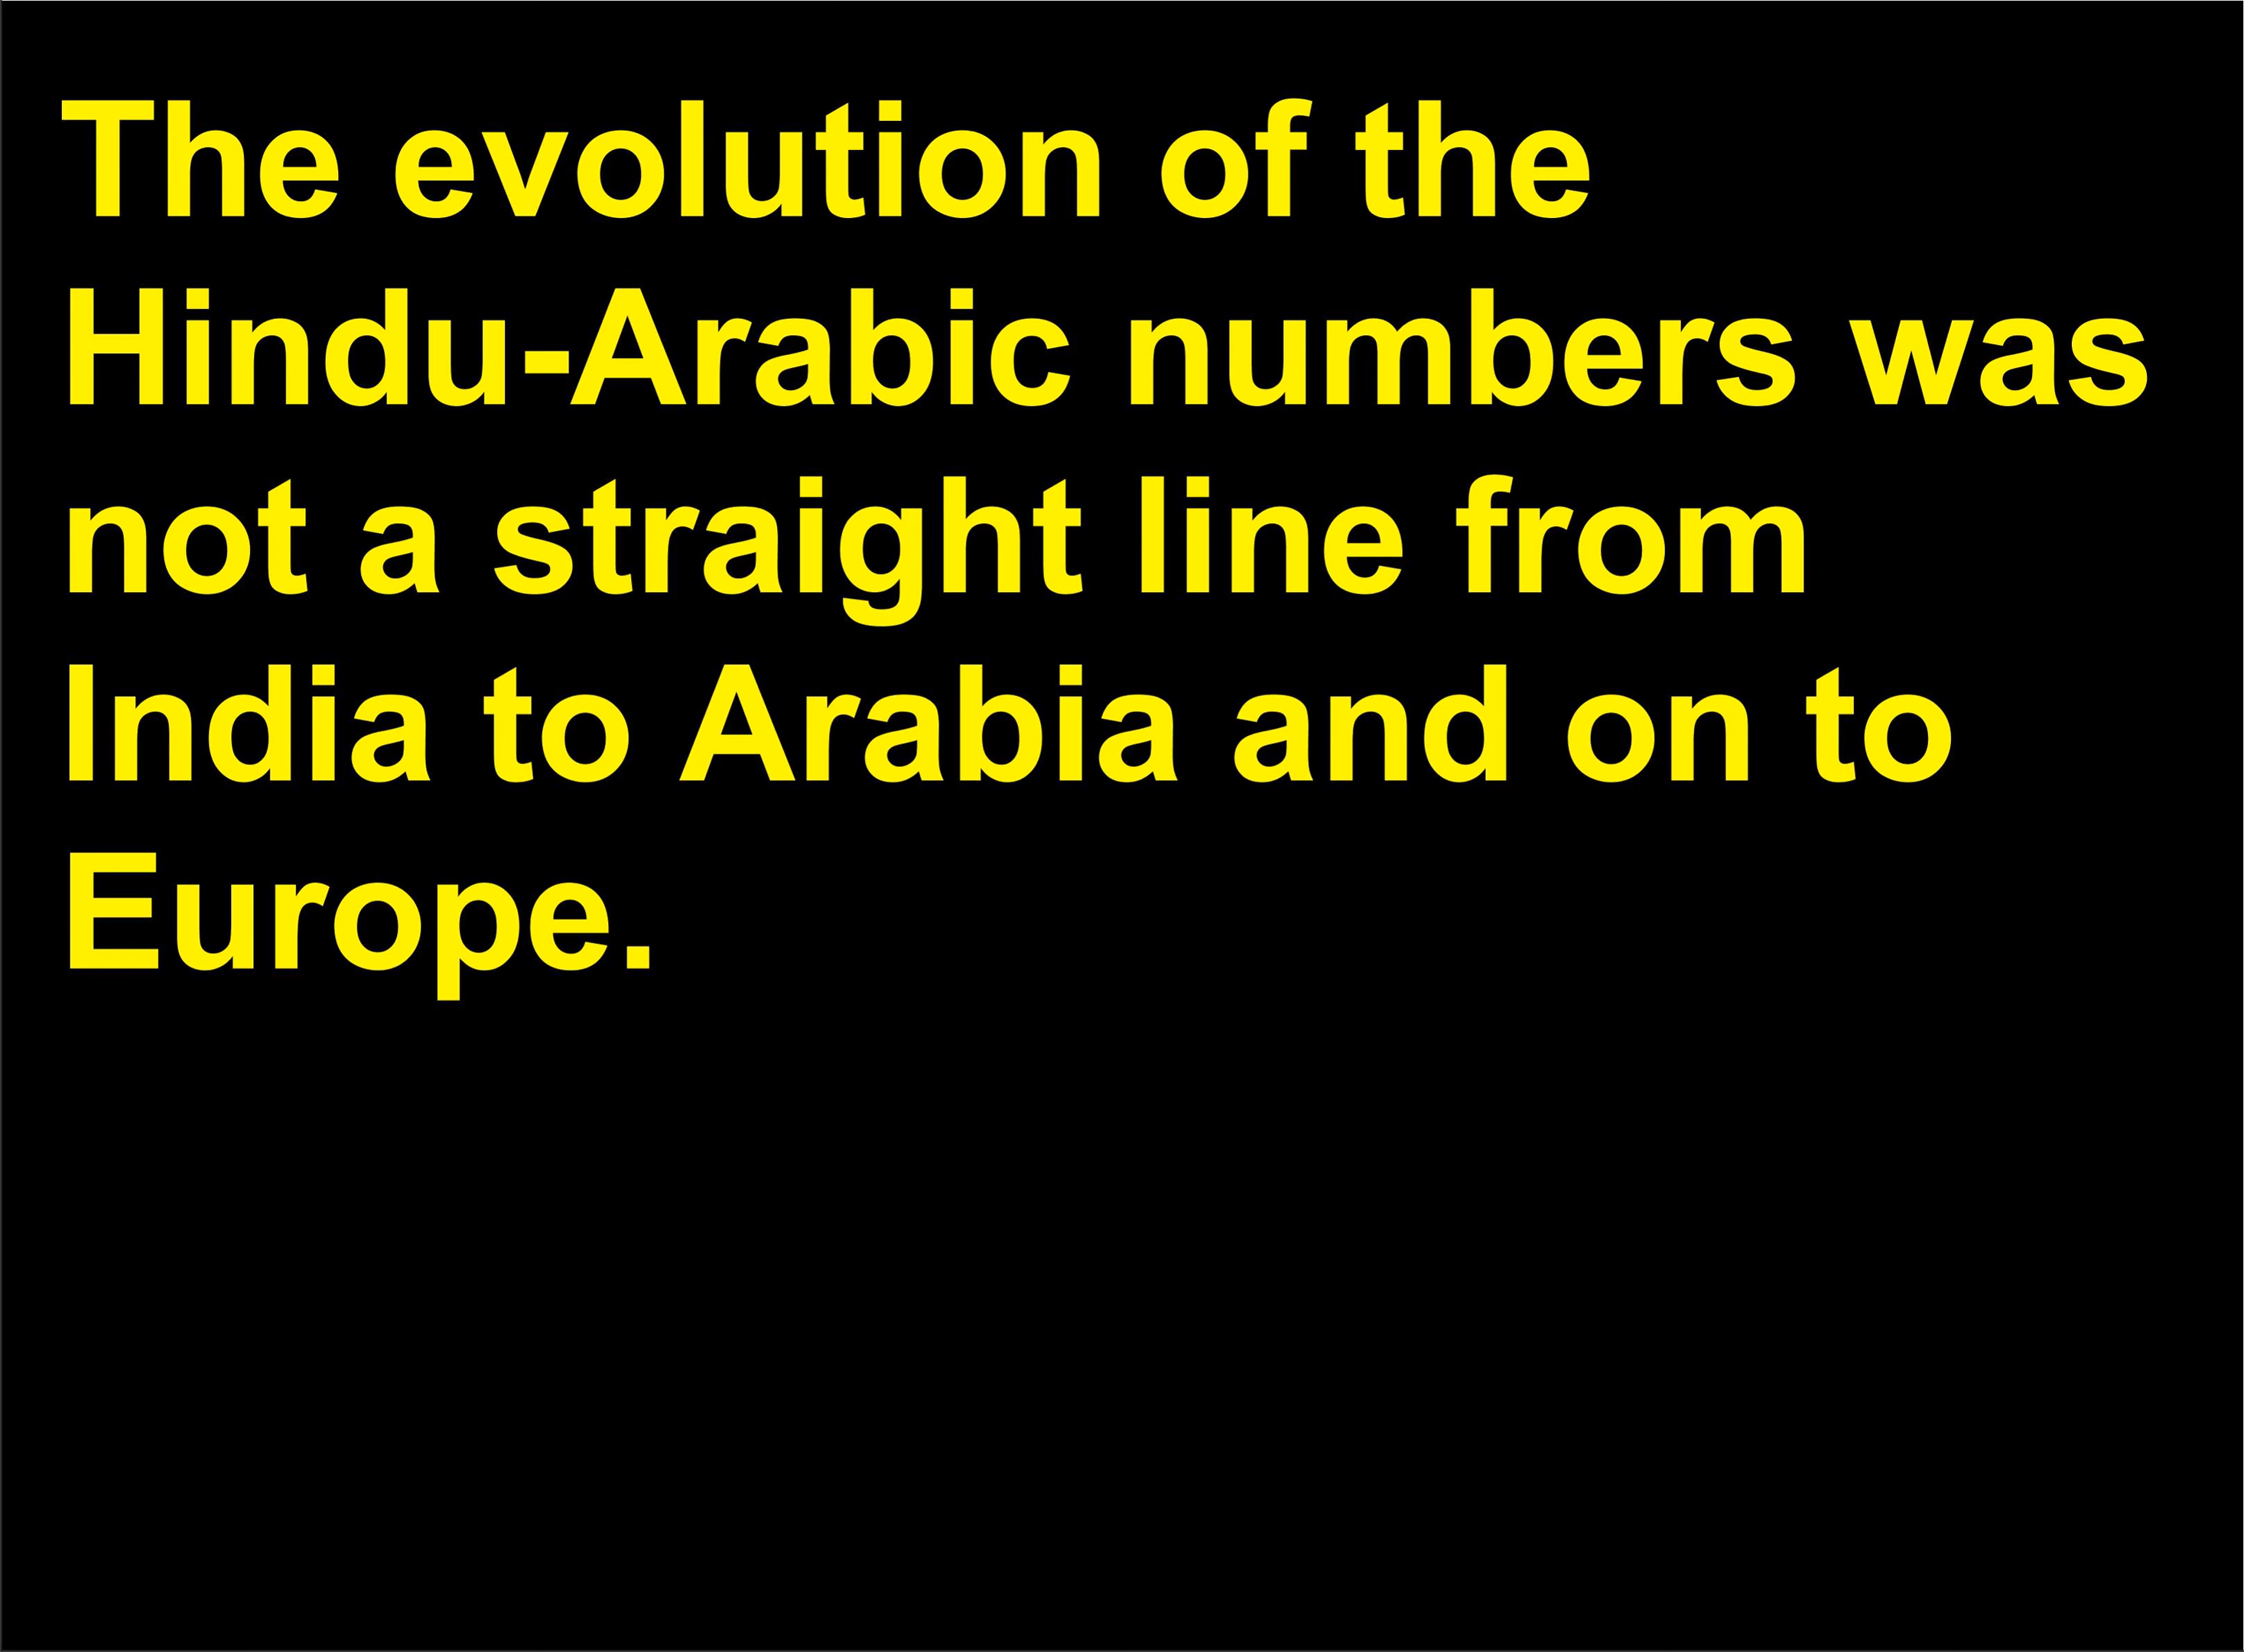 The evolution of the
Hindu-Arabic numbers was
not a straight line from
India to Arabia and on to
Europe.